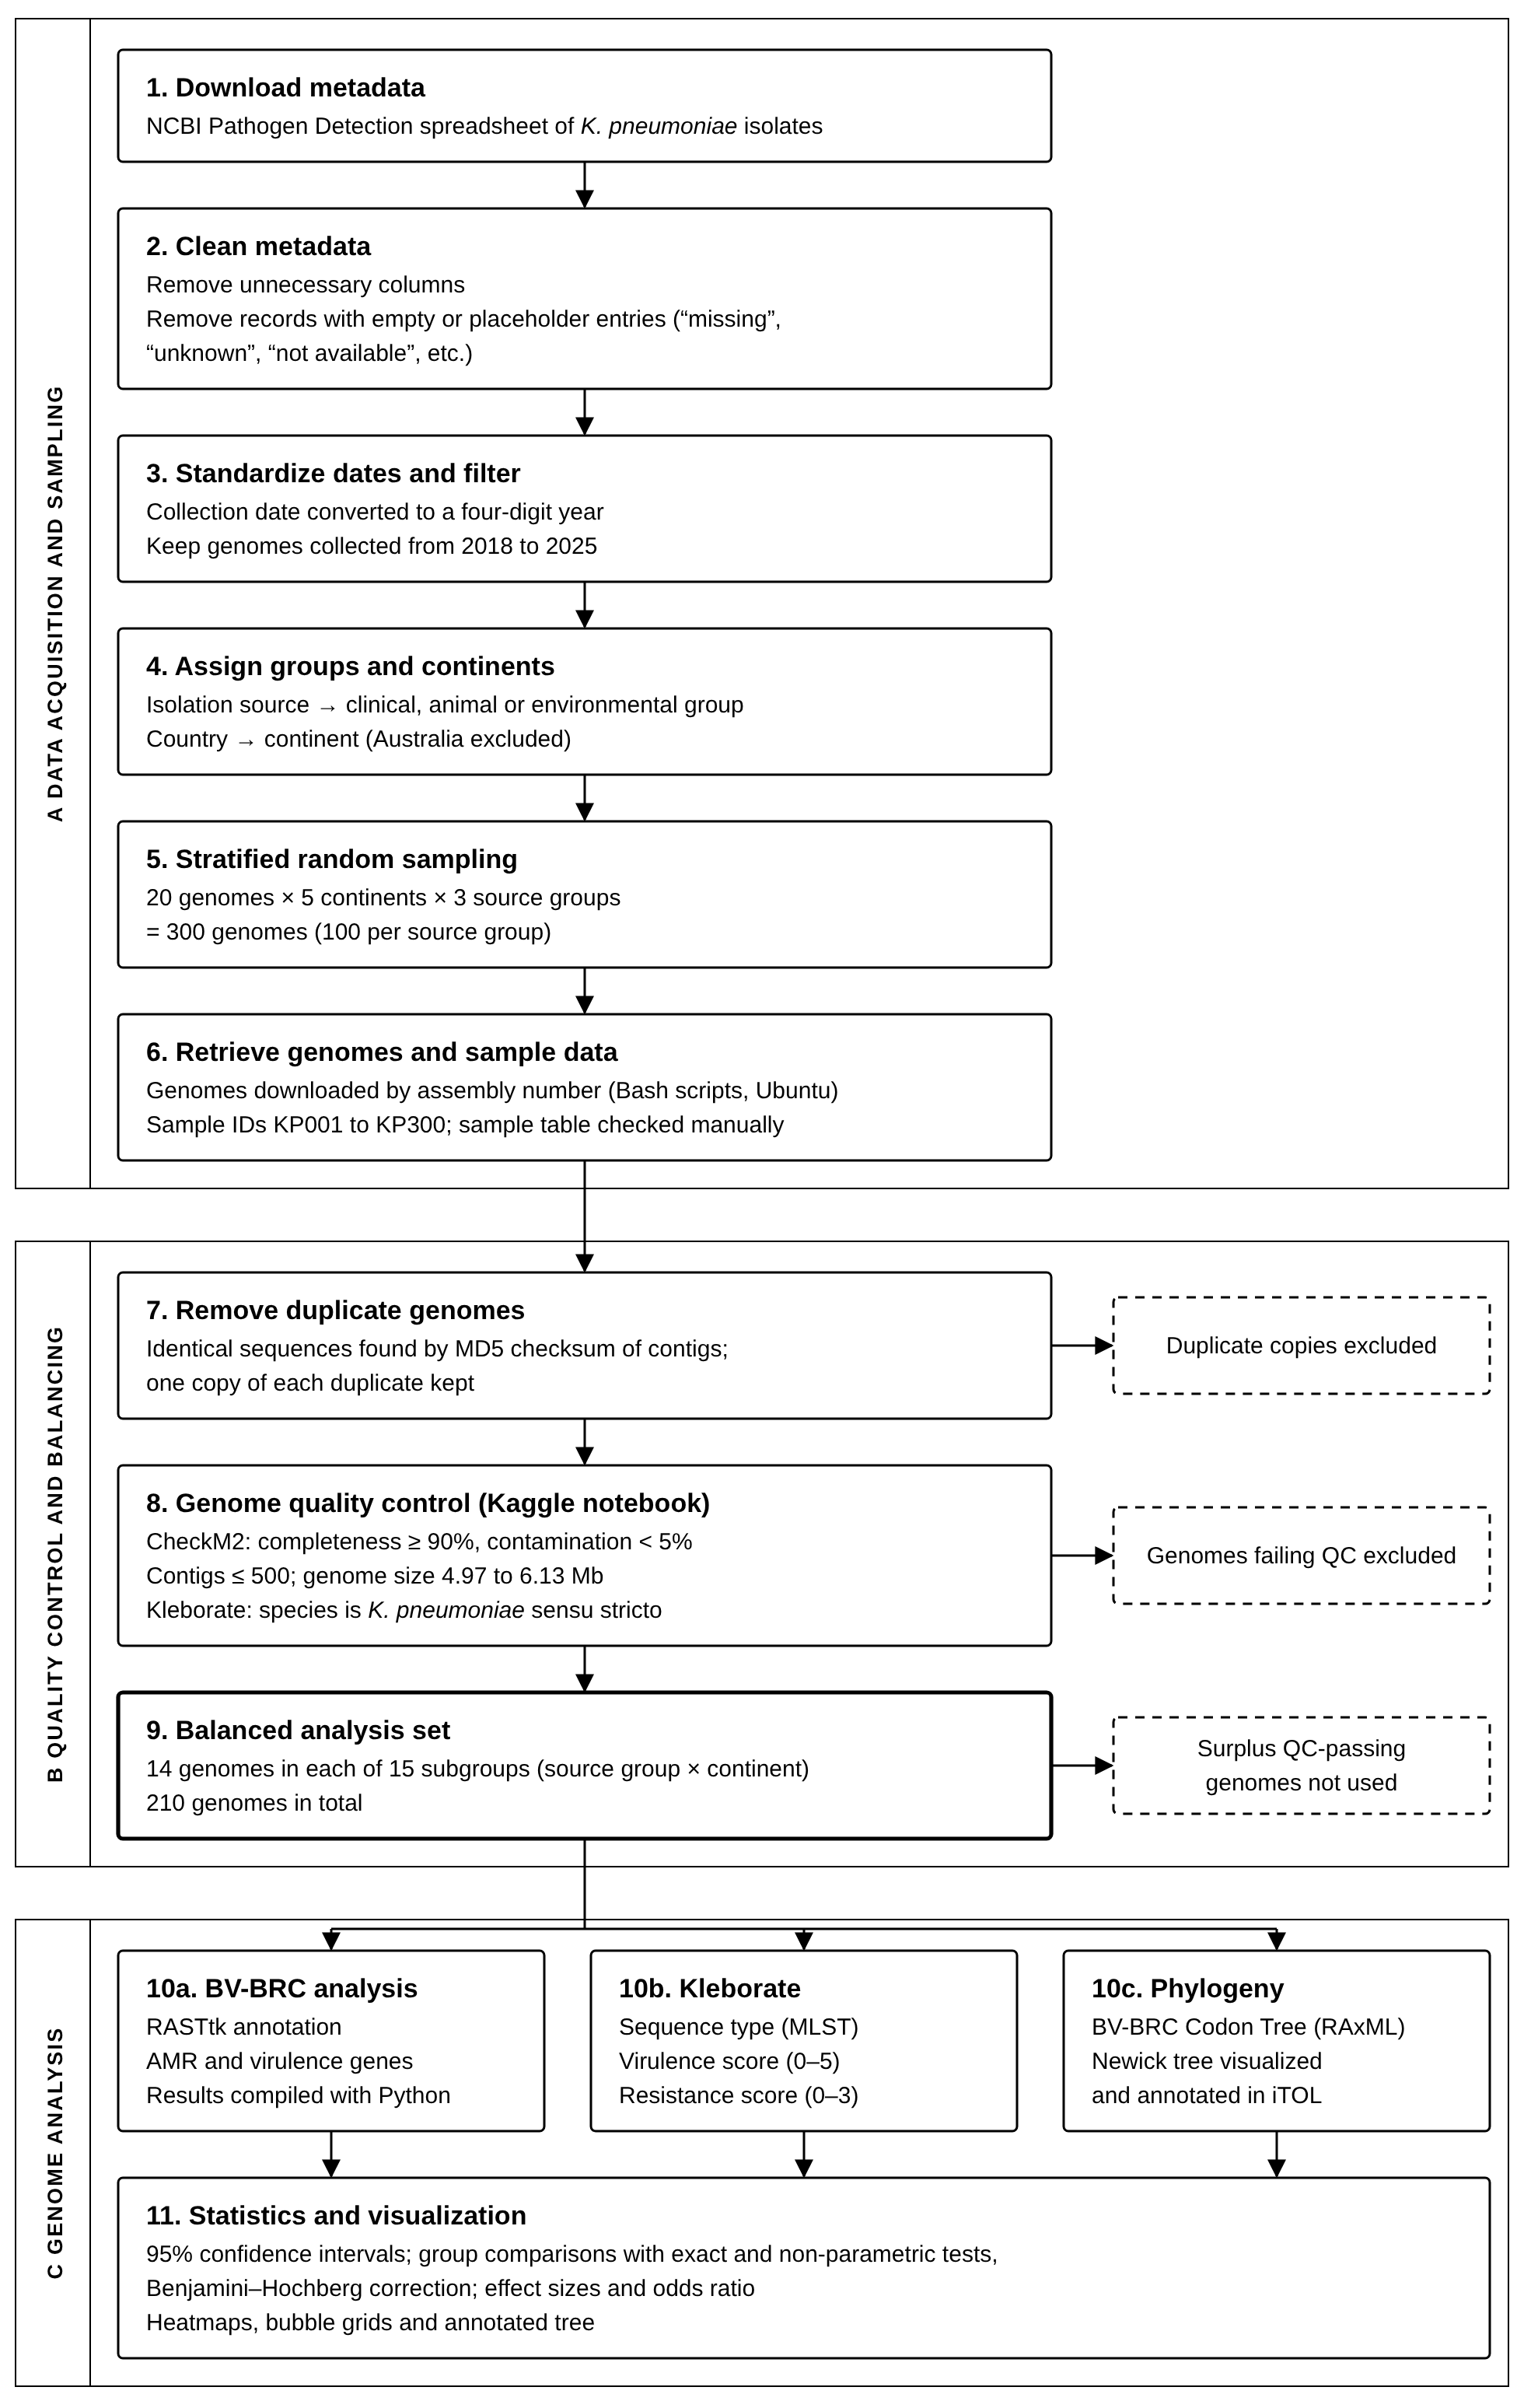 A DATA ACQUISITION AND SAMPLING
1. Download metadata
NCBI Pathogen Detection spreadsheet of K. pneumoniae isolates
2. Clean metadata
Remove unnecessary columns
Remove records with empty or placeholder entries (“missing”,
“unknown”, “not available”, etc.)
3. Standardize dates and filter
Collection date converted to a four-digit year
Keep genomes collected from 2018 to 2025
4. Assign groups and continents
Isolation source → clinical, animal or environmental group
Country → continent (Australia excluded)
5. Stratified random sampling
20 genomes × 5 continents × 3 source groups
= 300 genomes (100 per source group)
6. Retrieve genomes and sample data
Genomes downloaded by assembly number (Bash scripts, Ubuntu)
Sample IDs KP001 to KP300; sample table checked manually
B QUALITY CONTROL AND BALANCING
7. Remove duplicate genomes
Identical sequences found by MD5 checksum of contigs;
one copy of each duplicate kept
Duplicate copies excluded
8. Genome quality control (Kaggle notebook)
CheckM2: completeness ≥ 90%, contamination < 5%
Contigs ≤ 500; genome size 4.97 to 6.13 Mb
Kleborate: species is K. pneumoniae sensu stricto
Genomes failing QC excluded
9. Balanced analysis set
14 genomes in each of 15 subgroups (source group × continent)
210 genomes in total
Surplus QC-passing
genomes not used
C GENOME ANALYSIS
10a. BV-BRC analysis
RASTtk annotation
AMR and virulence genes
Results compiled with Python
10b. Kleborate
Sequence type (MLST)
Virulence score (0–5)
Resistance score (0–3)
10c. Phylogeny
BV-BRC Codon Tree (RAxML)
Newick tree visualized
and annotated in iTOL
11. Statistics and visualization
95% confidence intervals; group comparisons with exact and non-parametric tests,
Benjamini–Hochberg correction; effect sizes and odds ratio
Heatmaps, bubble grids and annotated tree